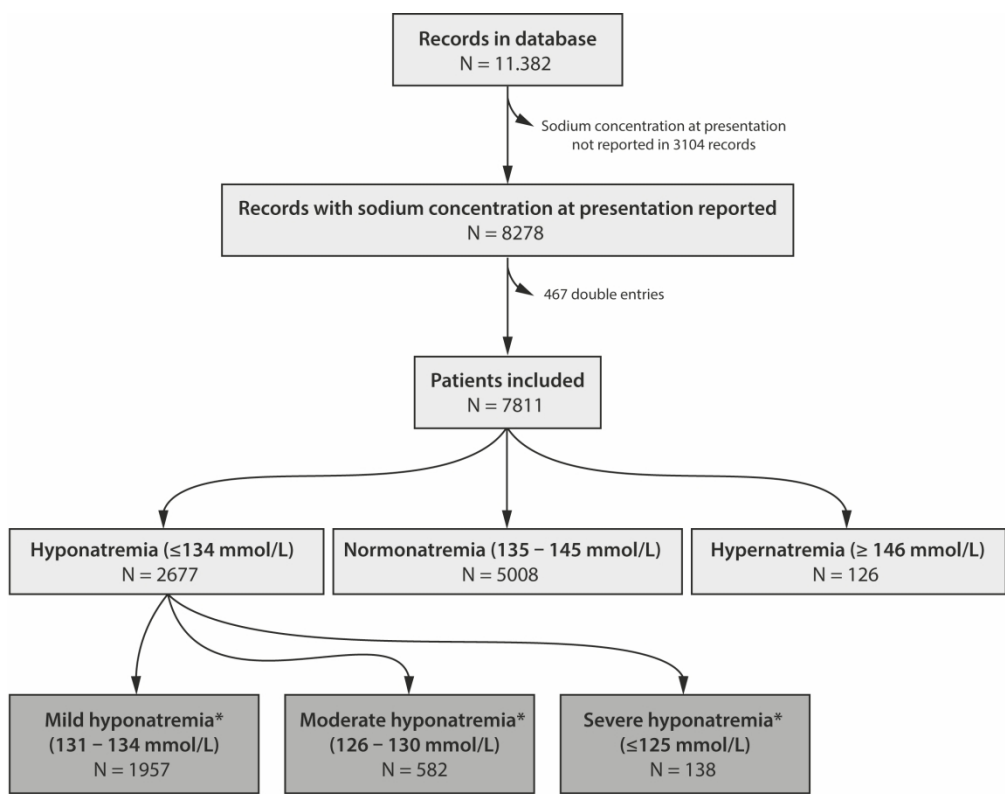 Records in database
N = 11.382
Sodium concentration at presentation
not reported in 3104 records
Records with sodium concentration at presentation reported
N = 8278
467 double entries
Patients included
N = 7811
Hyponatremia (≤134 mmol/L)
N = 2677
Normonatremia (135 – 145 mmol/L)
N = 5008
Hypernatremia (≥ 146 mmol/L)
N = 126
Mild hyponatremia*
(131 – 134 mmol/L)
N = 1957
Moderate hyponatremia*
(126 – 130 mmol/L)
N = 582
Severe hyponatremia*
(≤125 mmol/L)
N = 138